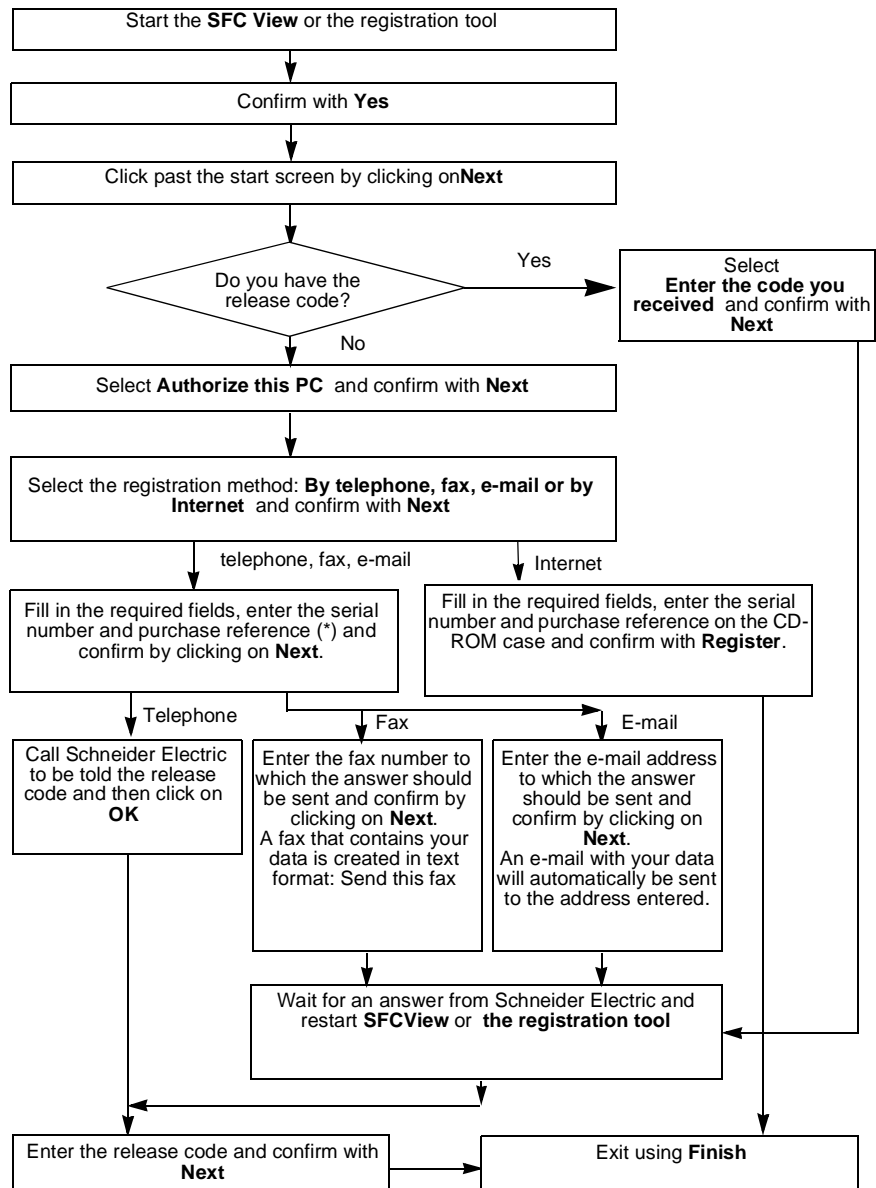 Start the SFC View or the registration tool
Confirm with Yes
Click past the start screen by clicking onNext
Do you have the
release code?
Yes
Select
Enter the code you
received and confirm with
Next
No
Select Authorize this PC and confirm with Next
Select the registration method: By telephone, fax, e-mail or by
Internet and confirm with Next
telephone, fax, e-mail
Internet
Fill in the required fields, enter the serial
number and purchase reference (*) and
confirm by clicking on Next.
Fill in the required fields, enter the serial
number and purchase reference on the CD-
ROM case and confirm with Register.
Telephone
Fax
E-mail
Call Schneider Electric
to be told the release
code and then click on
OK
Enter the fax number to
which the answer should
be sent and confirm by
clicking on Next.
A fax that contains your
data is created in text
format: Send this fax
Enter the e-mail address
to which the answer
should be sent and
confirm by clicking on
Next.
An e-mail with your data
will automatically be sent
to the address entered.
Wait for an answer from Schneider Electric and
restart SFCView or the registration tool
Enter the release code and confirm with
Next
Exit using Finish